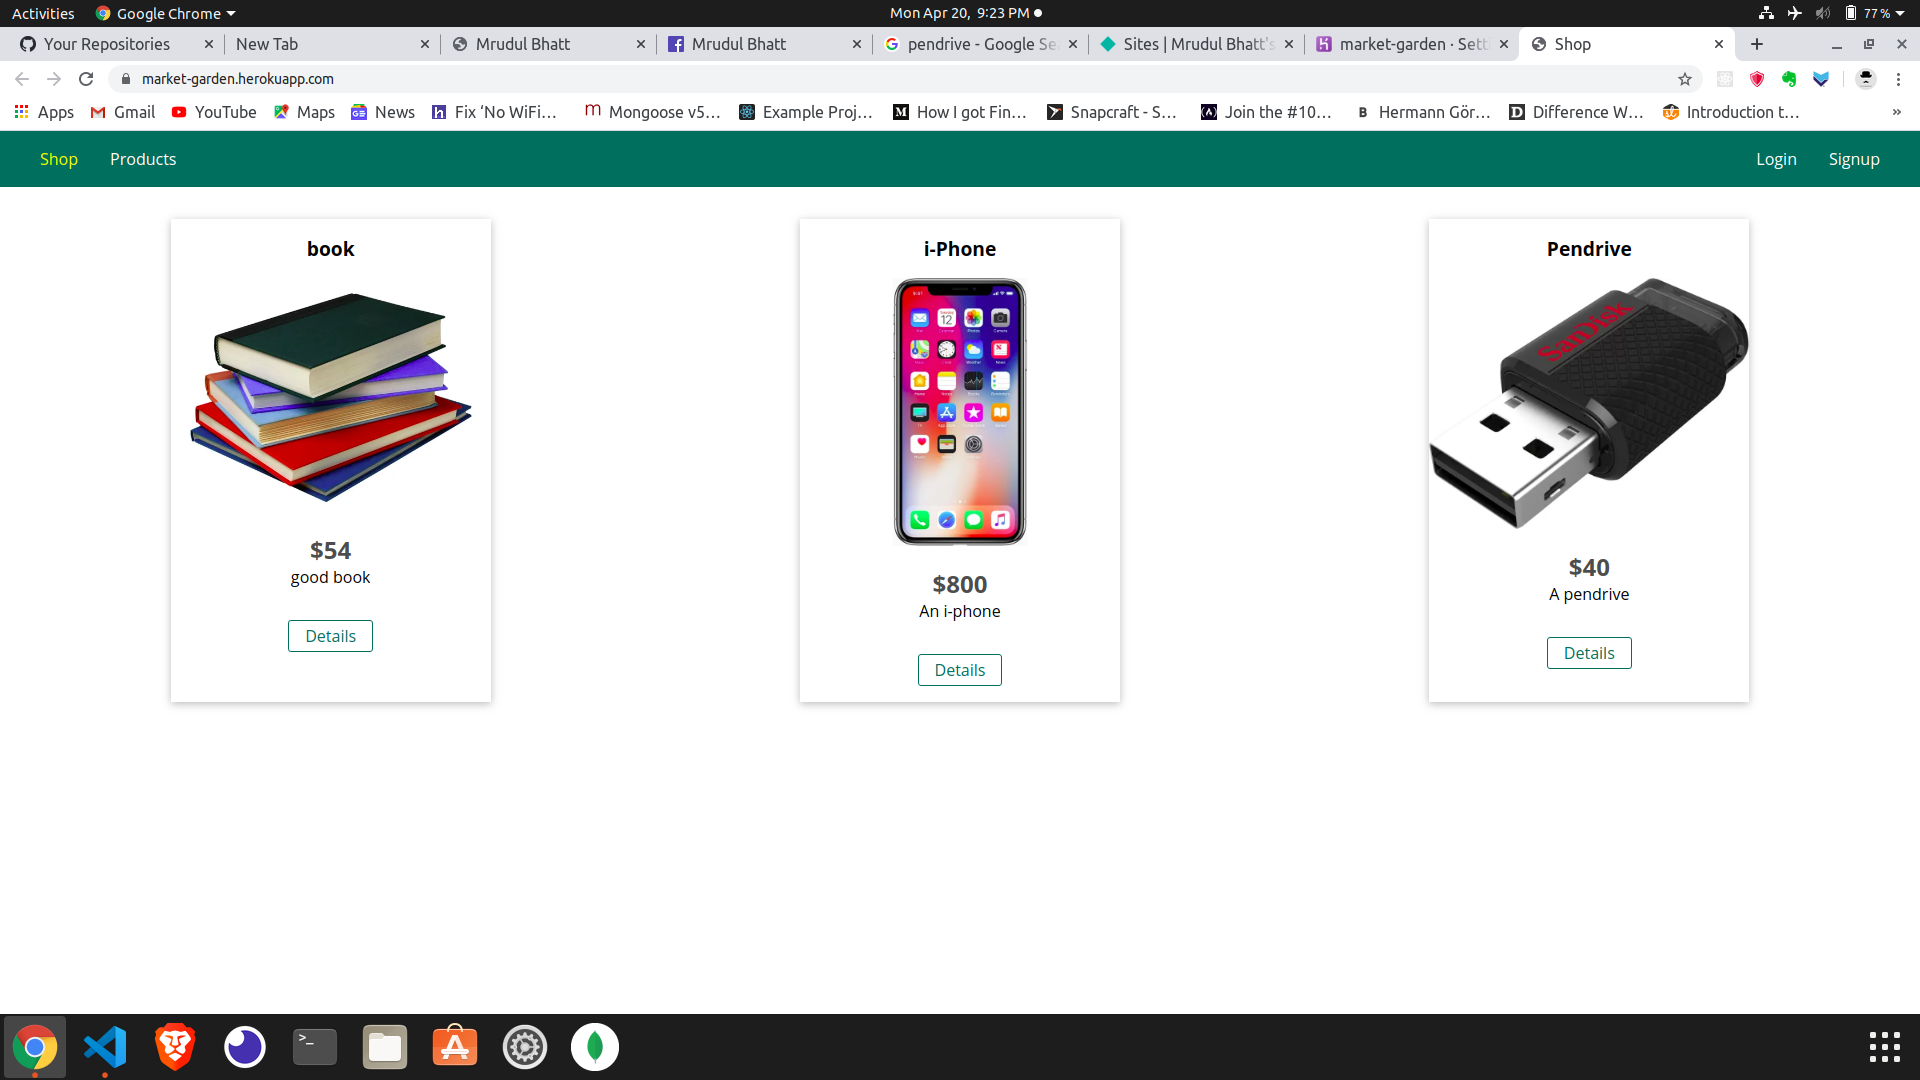 Activities Google Chrome Mon Apr 20, 9:23 PM 77 %
Your Repositories New Tab Mrudul Bhatt Mrudul Bhatt pendrive - Google Se Sites | Mrudul Bhatt's market-garden · Sett Shop
market-garden.herokuapp.com
Apps Gmail YouTube Maps News Fix ‘No WiFi… Mongoose v5… Example Proj… How I got Fin… Snapcraft - S… Join the #10… Hermann Gör… Difference W… Introduction t… »
Shop Products Login Signup
book
i-Phone
Pendrive
SanDisk
$54
good book
Details
$800
An i-phone
Details
$40
A pendrive
Details